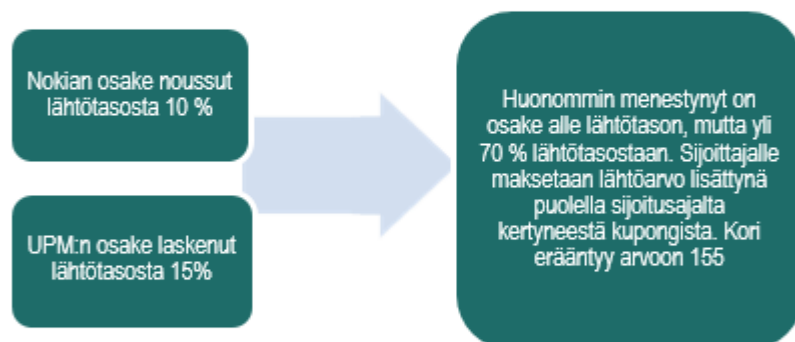 Nokian osake noussut
lähtötasosta 10 %
UPM:n osake laskenut
lähtötasosta 15%
Huonommin menestynyt on
osake alle lähtötason, mutta yli
70 % lähtötasostaan. Sijoittajalle
maksetaan lähtöarvo lisättynä
puolella sijoitusajalta
kertyneestä kupongista. Kori
erääntyy arvoon 155